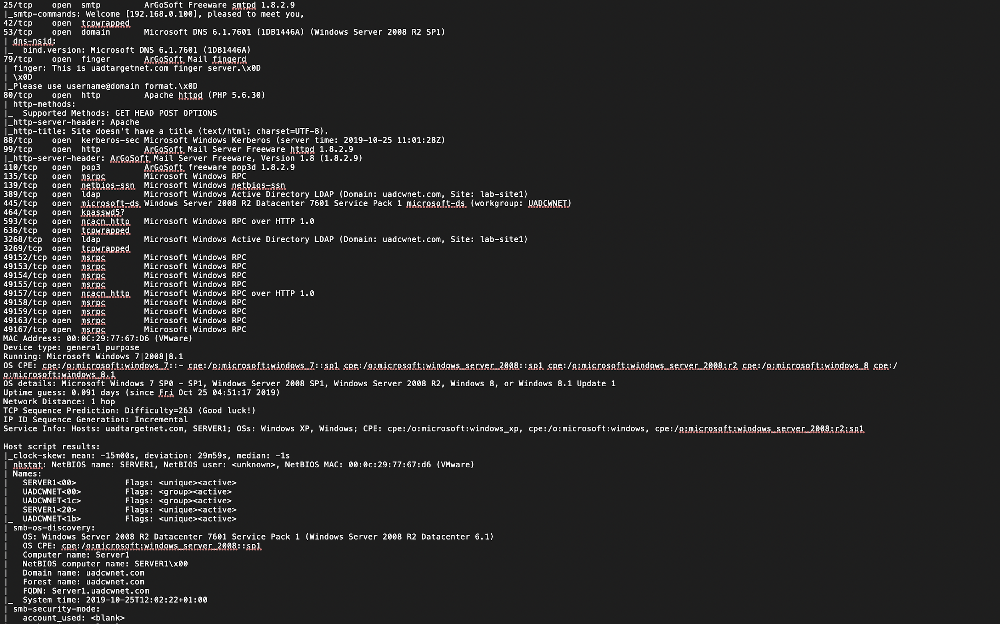 25/tcp    open  smtp         ArGoSoft Freeware smtpd 1.8.2.9
|_smtp-commands: Welcome [192.168.0.100], pleased to meet you,
42/tcp    open  tcpwrapped
53/tcp    open  domain       Microsoft DNS 6.1.7601 (1DB1446A) (Windows Server 2008 R2 SP1)
| dns-nsid:
|_  bind.version: Microsoft DNS 6.1.7601 (1DB1446A)
79/tcp    open  finger       ArGoSoft Mail fingerd
| finger: This is uadtargetnet.com finger server.\x0D
| \x0D
|_Please use username@domain format.\x0D
80/tcp    open  http         Apache httpd (PHP 5.6.30)
| http-methods:
|_  Supported Methods: GET HEAD POST OPTIONS
|_http-server-header: Apache
|_http-title: Site doesn't have a title (text/html; charset=UTF-8).
88/tcp    open  kerberos-sec Microsoft Windows Kerberos (server time: 2019-10-25 11:01:28Z)
99/tcp    open  http         ArGoSoft Mail Server Freeware httpd 1.8.2.9
|_http-server-header: ArGoSoft Mail Server Freeware, Version 1.8 (1.8.2.9)
110/tcp   open  pop3         ArGoSoft freeware pop3d 1.8.2.9
135/tcp   open  msrpc        Microsoft Windows RPC
139/tcp   open  netbios-ssn  Microsoft Windows netbios-ssn
389/tcp   open  ldap         Microsoft Windows Active Directory LDAP (Domain: uadcwnet.com, Site: lab-site1)
445/tcp   open  microsoft-ds Windows Server 2008 R2 Datacenter 7601 Service Pack 1 microsoft-ds (workgroup: UADCWNET)
464/tcp   open  kpasswd5?
593/tcp   open  ncacn_http   Microsoft Windows RPC over HTTP 1.0
636/tcp   open  tcpwrapped
3268/tcp  open  ldap         Microsoft Windows Active Directory LDAP (Domain: uadcwnet.com, Site: lab-site1)
3269/tcp  open  tcpwrapped
49152/tcp open  msrpc        Microsoft Windows RPC
49153/tcp open  msrpc        Microsoft Windows RPC
49154/tcp open  msrpc        Microsoft Windows RPC
49155/tcp open  msrpc        Microsoft Windows RPC
49157/tcp open  ncacn_http   Microsoft Windows RPC over HTTP 1.0
49158/tcp open  msrpc        Microsoft Windows RPC
49159/tcp open  msrpc        Microsoft Windows RPC
49163/tcp open  msrpc        Microsoft Windows RPC
49167/tcp open  msrpc        Microsoft Windows RPC
MAC Address: 00:0C:29:77:67:D6 (VMware)
Device type: general purpose
Running: Microsoft Windows 7|2008|8.1
OS CPE: cpe:/o:microsoft:windows_7::- cpe:/o:microsoft:windows_7::sp1 cpe:/o:microsoft:windows_server_2008::sp1 cpe:/o:microsoft:windows_server_2008:r2 cpe:/o:microsoft:windows_8 cpe:/
o:microsoft:windows_8.1
OS details: Microsoft Windows 7 SP0 - SP1, Windows Server 2008 SP1, Windows Server 2008 R2, Windows 8, or Windows 8.1 Update 1
Uptime guess: 0.091 days (since Fri Oct 25 04:51:17 2019)
Network Distance: 1 hop
TCP Sequence Prediction: Difficulty=263 (Good luck!)
IP ID Sequence Generation: Incremental
Service Info: Hosts: uadtargetnet.com, SERVER1; OSs: Windows XP, Windows; CPE: cpe:/o:microsoft:windows_xp, cpe:/o:microsoft:windows, cpe:/o:microsoft:windows_server_2008:r2:sp1

Host script results:
|_clock-skew: mean: -15m00s, deviation: 29m59s, median: -1s
| nbstat: NetBIOS name: SERVER1, NetBIOS user: <unknown>, NetBIOS MAC: 00:0c:29:77:67:d6 (VMware)
| Names:
|   SERVER1<00>          Flags: <unique><active>
|   UADCWNET<00>         Flags: <group><active>
|   UADCWNET<1c>         Flags: <group><active>
|   SERVER1<20>          Flags: <unique><active>
|_  UADCWNET<1b>         Flags: <unique><active>
| smb-os-discovery:
|   OS: Windows Server 2008 R2 Datacenter 7601 Service Pack 1 (Windows Server 2008 R2 Datacenter 6.1)
|   OS CPE: cpe:/o:microsoft:windows_server_2008::sp1
|   Computer name: Server1
|   NetBIOS computer name: SERVER1\x00
|   Domain name: uadcwnet.com
|   Forest name: uadcwnet.com
|   FQDN: Server1.uadcwnet.com
|_  System time: 2019-10-25T12:02:22+01:00
| smb-security-mode:
|   account_used: <blank>